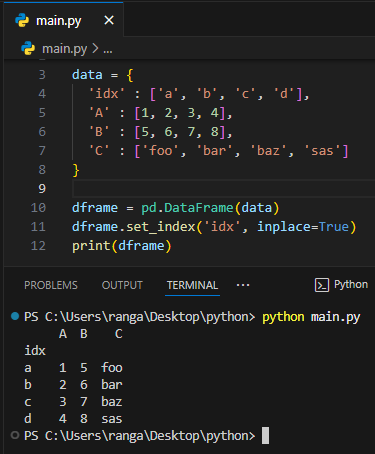 main.py
main.py > ...
3 data = {
4   'idx' : ['a', 'b', 'c', 'd'],
5   'A' : [1, 2, 3, 4],
6   'B' : [5, 6, 7, 8],
7   'C' : ['foo', 'bar', 'baz', 'sas']
8 }
9
10 dframe = pd.DataFrame(data)
11 dframe.set_index('idx', inplace=True)
12 print(dframe)
PROBLEMS OUTPUT TERMINAL ... Python
PS C:\Users\ranga\Desktop\python> python main.py
     A  B    C
idx
a    1  5  foo
b    2  6  bar
c    3  7  baz
d    4  8  sas
PS C:\Users\ranga\Desktop\python>